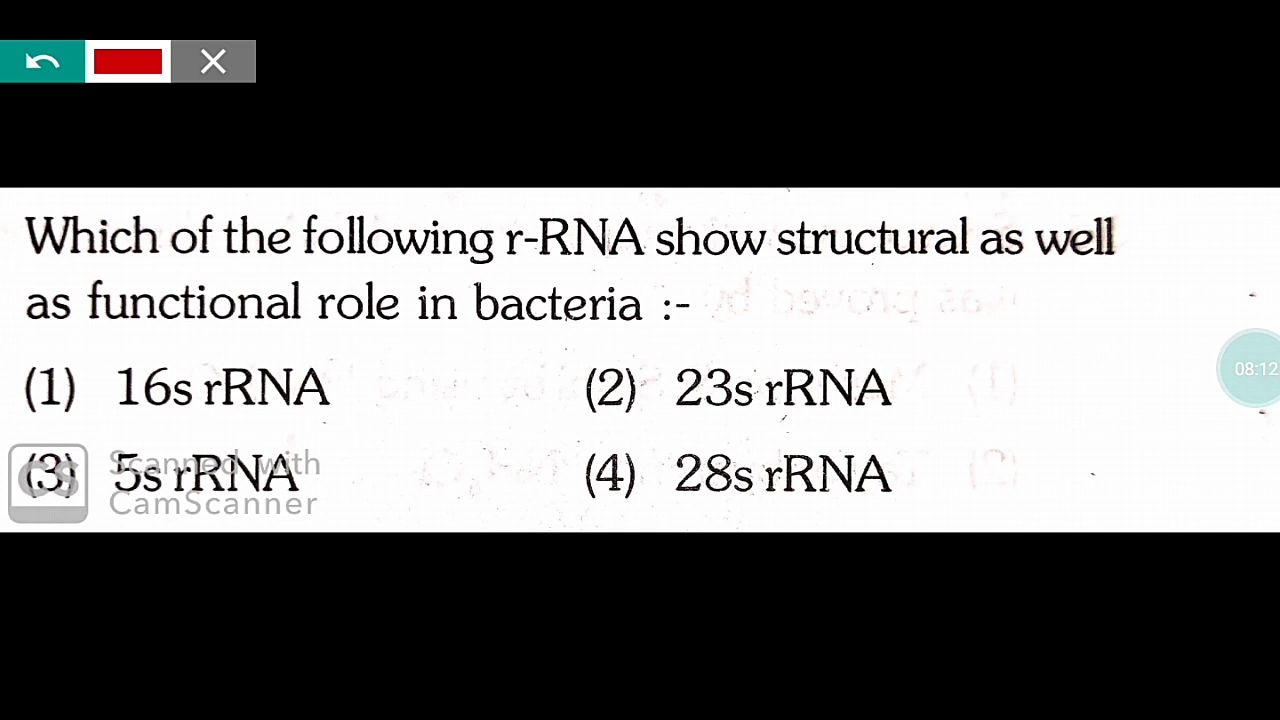 Which of the following r-RNA show structural as well
as functional role in bacteria :-
(1) 16s rRNA (2) 23s rRNA
(3) 5s rRNA (4) 28s rRNA
CS Scanned with
CamScanner
08:12